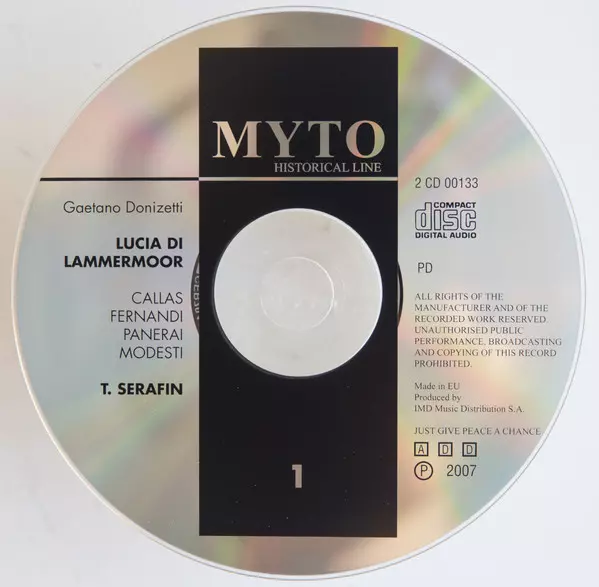 MYTO
HISTORICAL LINE
Gaetano Donizetti
LUCIA DI
LAMMERMOOR
CALLAS
FERNANDI
PANERAI
MODESTI
T. SERAFIN
1
2 CD 00133
COMPACT
disc
DIGITAL AUDIO
PD
ALL RIGHTS OF THE
MANUFACTURER AND OF THE
RECORDED WORK RESERVED.
UNAUTHORISED PUBLIC
PERFORMANCE, BROADCASTING
AND COPYING OF THIS RECORD
PROHIBITED.
Made in EU
Produced by
IMD Music Distribution S.A.
JUST GIVE PEACE A CHANCE
A D D
P 2007